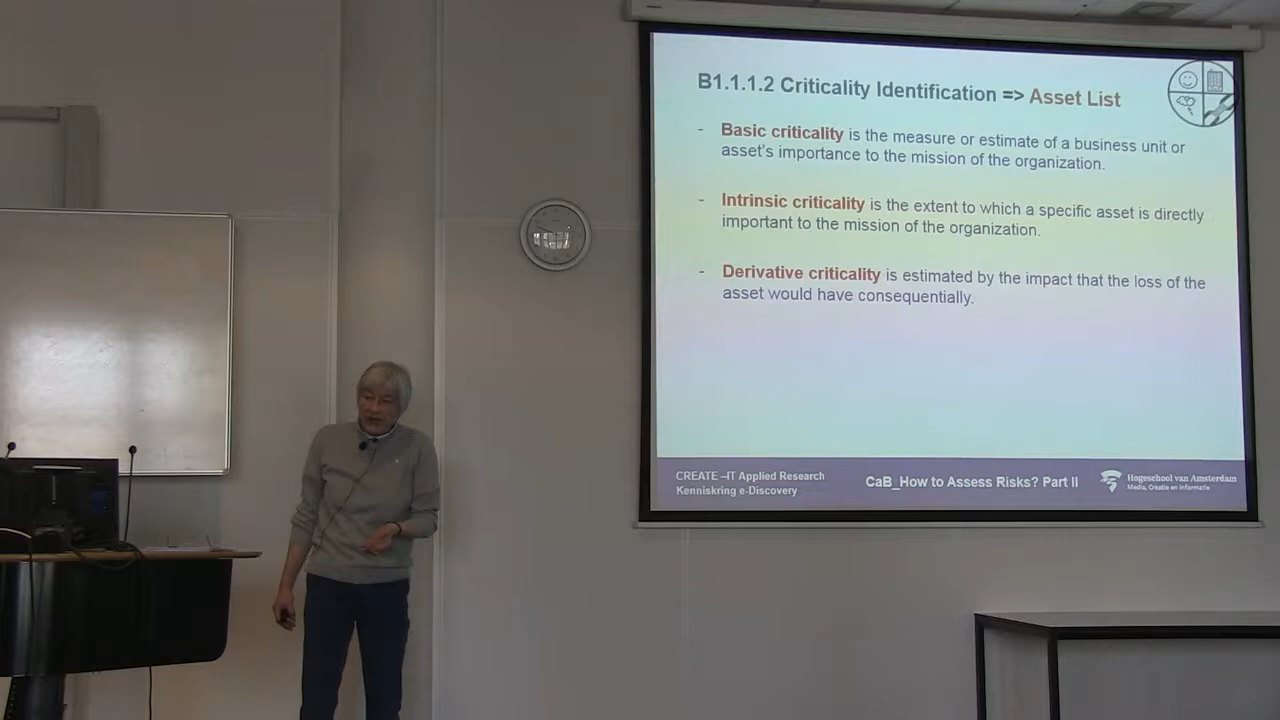 B1.1.1.2 Criticality Identification => Asset List
- Basic criticality is the measure or estimate of a business unit or
asset's importance to the mission of the organization.
- Intrinsic criticality is the extent to which a specific asset is directly
important to the mission of the organization.
- Derivative criticality is estimated by the impact that the loss of the
asset would have consequentially.
CREATE –IT Applied Research
Kenniskring e-Discovery
CaB_How to Assess Risks? Part II
Hogeschool van Amsterdam
Media, Creatie en Informatie